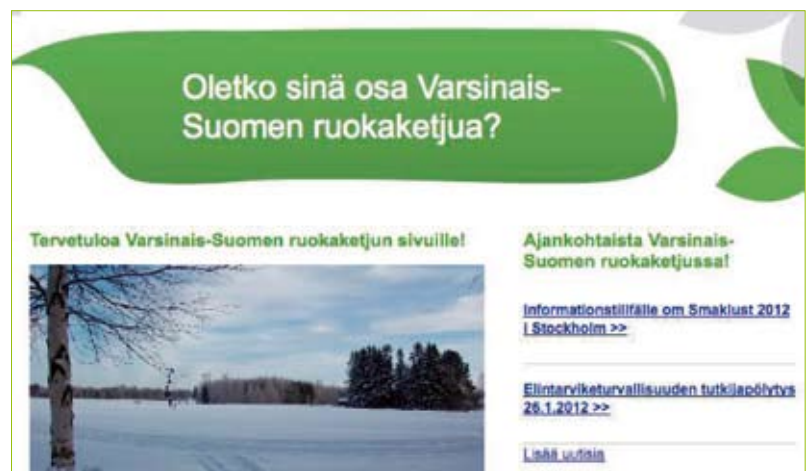 Oletko sinä osa Varsinais-
Suomen ruokaketjua?
Tervetuloa Varsinais-Suomen ruokaketjun sivuille!
Ajankohtaista Varsinais-
Suomen ruokaketjussa!
Informationstillfälle om Smaklust 2012
i Stockholm >>
Elintarviketurvallisuuden tutkijapölytys
26.1.2012 >>
Lisää uutisia